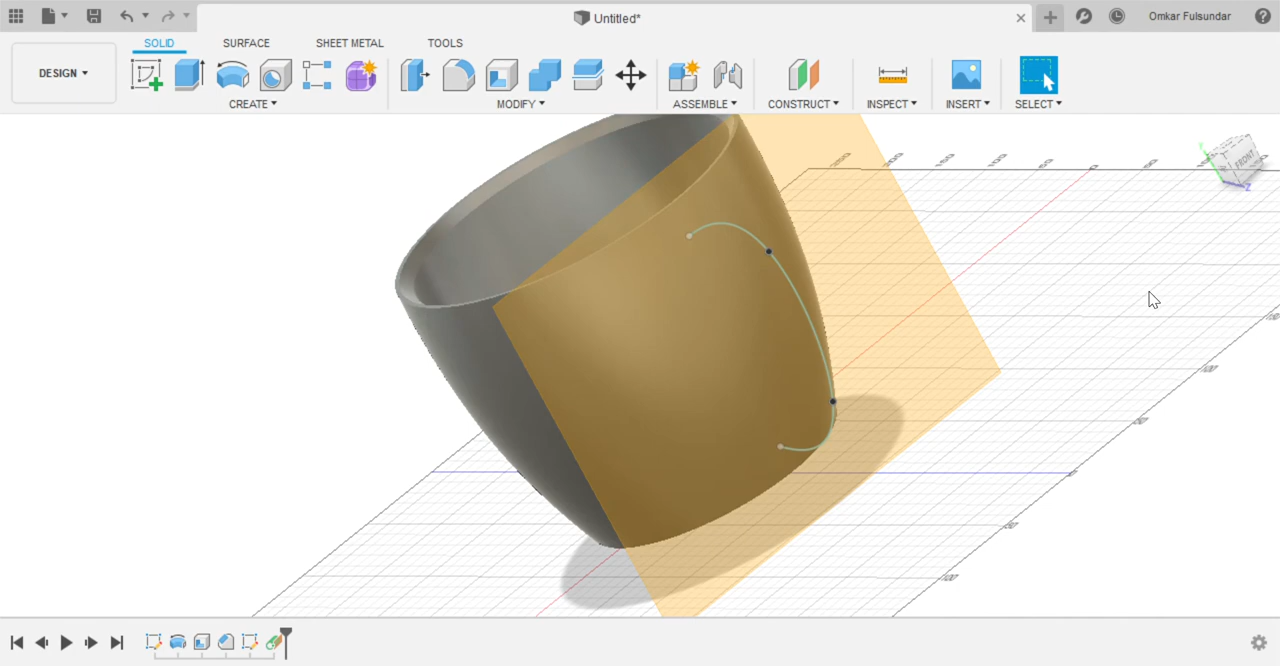 Untitled*
Omkar Fulsundar
DESIGN
SOLID
SURFACE
SHEET METAL
TOOLS
CREATE
MODIFY
ASSEMBLE
CONSTRUCT
INSPECT
INSERT
SELECT
FRONT
Z